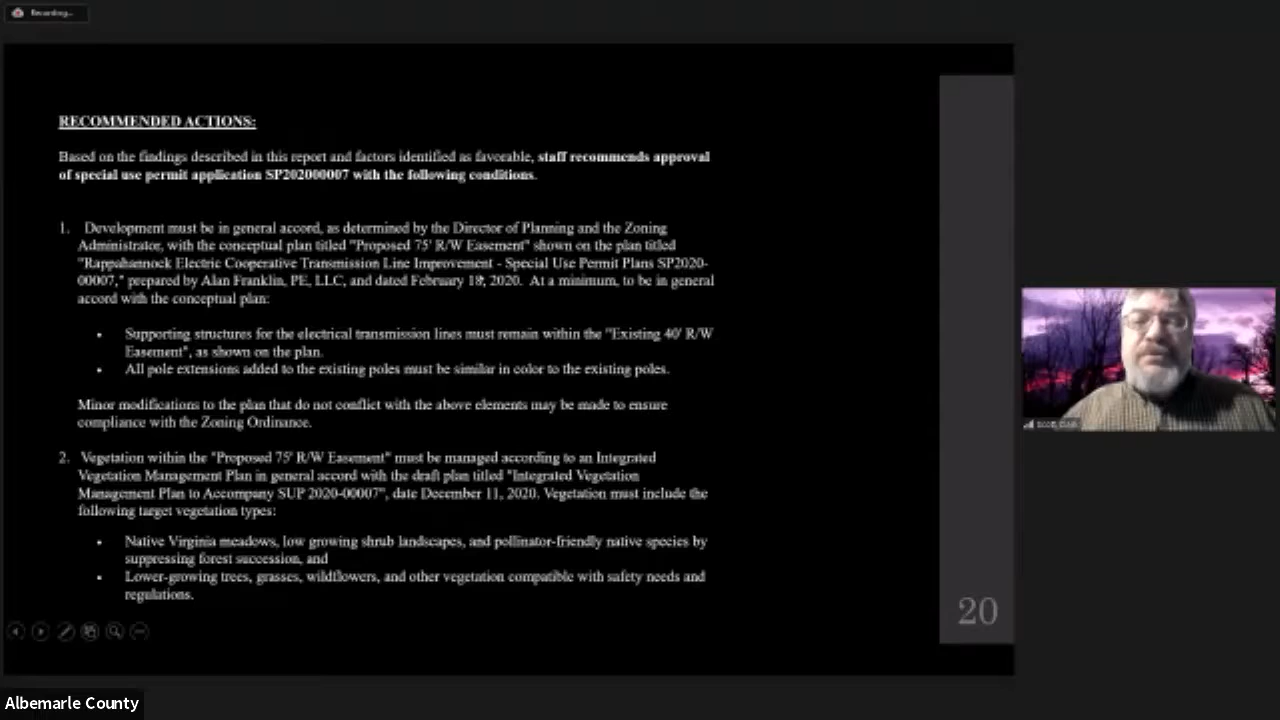 Recording...
RECOMMENDED ACTIONS:
Based on the findings described in this report and factors identified as favorable, staff recommends approval
of special use permit application SP202000007 with the following conditions.
1. Development must be in general accord, as determined by the Director of Planning and the Zoning
Administrator, with the conceptual plan titled "Proposed 75' R/W Easement" shown on the plan titled
"Rappahannock Electric Cooperative Transmission Line Improvement - Special Use Permit Plans SP2020-
00007," prepared by Alan Franklin, PE, LLC, and dated February 18, 2020. At a minimum, to be in general
accord with the conceptual plan:
• Supporting structures for the electrical transmission lines must remain within the "Existing 40' R/W
Easement", as shown on the plan.
• All pole extensions added to the existing poles must be similar in color to the existing poles.
Minor modifications to the plan that do not conflict with the above elements may be made to ensure
compliance with the Zoning Ordinance.
2. Vegetation within the "Proposed 75' R/W Easement" must be managed according to an Integrated
Vegetation Management Plan in general accord with the draft plan titled "Integrated Vegetation
Management Plan to Accompany SUP 2020-00007", date December 11, 2020. Vegetation must include the
following target vegetation types:
• Native Virginia meadows, low growing shrub landscapes, and pollinator-friendly native species by
suppressing forest succession, and
• Lower-growing trees, grasses, wildflowers, and other vegetation compatible with safety needs and
regulations.
20
Albemarle County